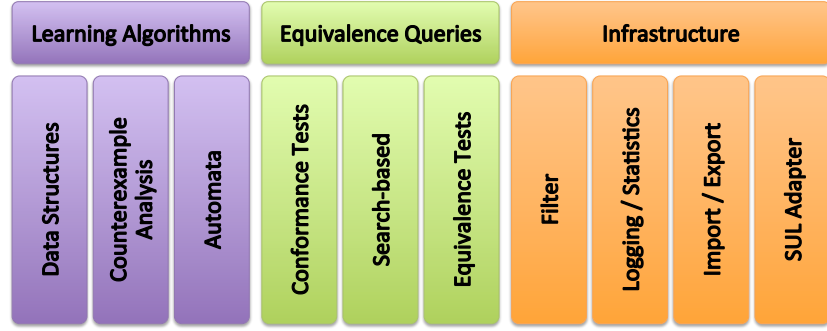 Learning Algorithms
Equivalence Queries
Infrastructure
Data Structures
Counterexample
Analysis
Automata
Conformance Tests
Search-based
Equivalence Tests
Filter
Logging / Statistics
Import / Export
SUL Adapter